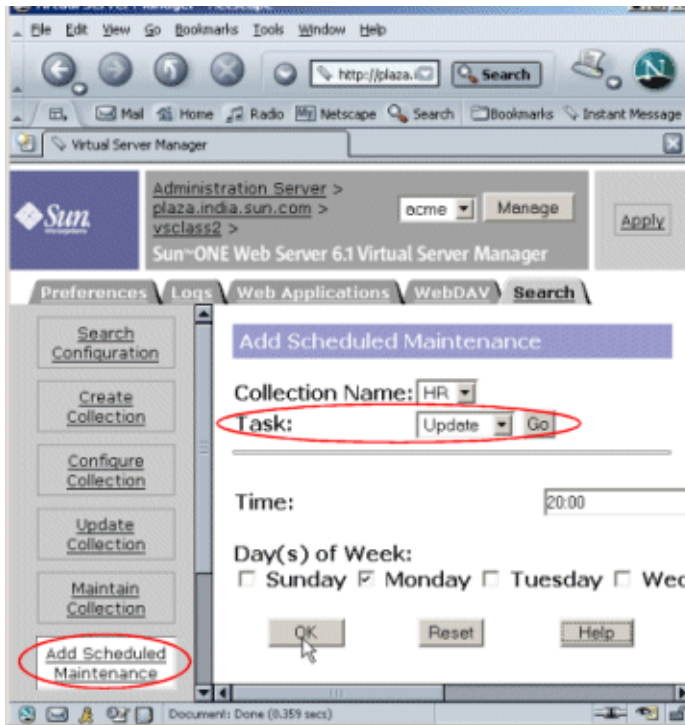 File Edit View Go Bookmarks Tools Window Help
http://plaza.i
Search
Mail Home Radio My Netscape Search Bookmarks Instant Message
Virtual Server Manager
Sun
Administration Server >
plaza.india.sun.com >
vsclass2 >
acme
Manage
Apply
Sun ONE Web Server 6.1 Virtual Server Manager
Preferences Logs Web Applications WebDAV Search
Search
Configuration
Create
Collection
Configure
Collection
Update
Collection
Maintain
Collection
Add Scheduled
Maintenance
Add Scheduled Maintenance
Collection Name: HR
Task: Update Go
Time: 20:00
Day(s) of Week:
Sunday Monday Tuesday Wed
OK Reset Help
Document: Done (0.359 secs)